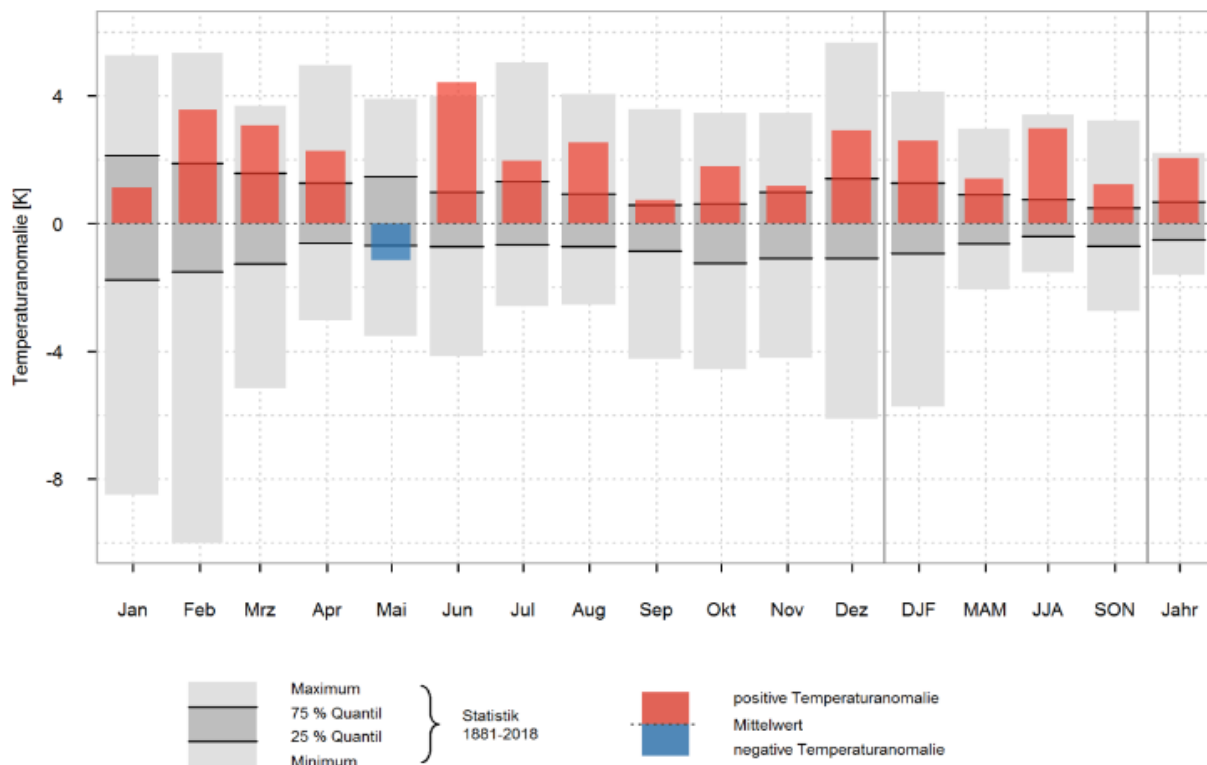 Temperaturanomalie [K]
4
0
-4
-8
Jan Feb Mrz Apr Mai Jun Jul Aug Sep Okt Nov Dez DJF MAM JJA SON Jahr
Maximum
75 % Quantil
25 % Quantil
Minimum
Statistik
1881-2018
positive Temperaturanomalie
Mittelwert
negative Temperaturanomalie